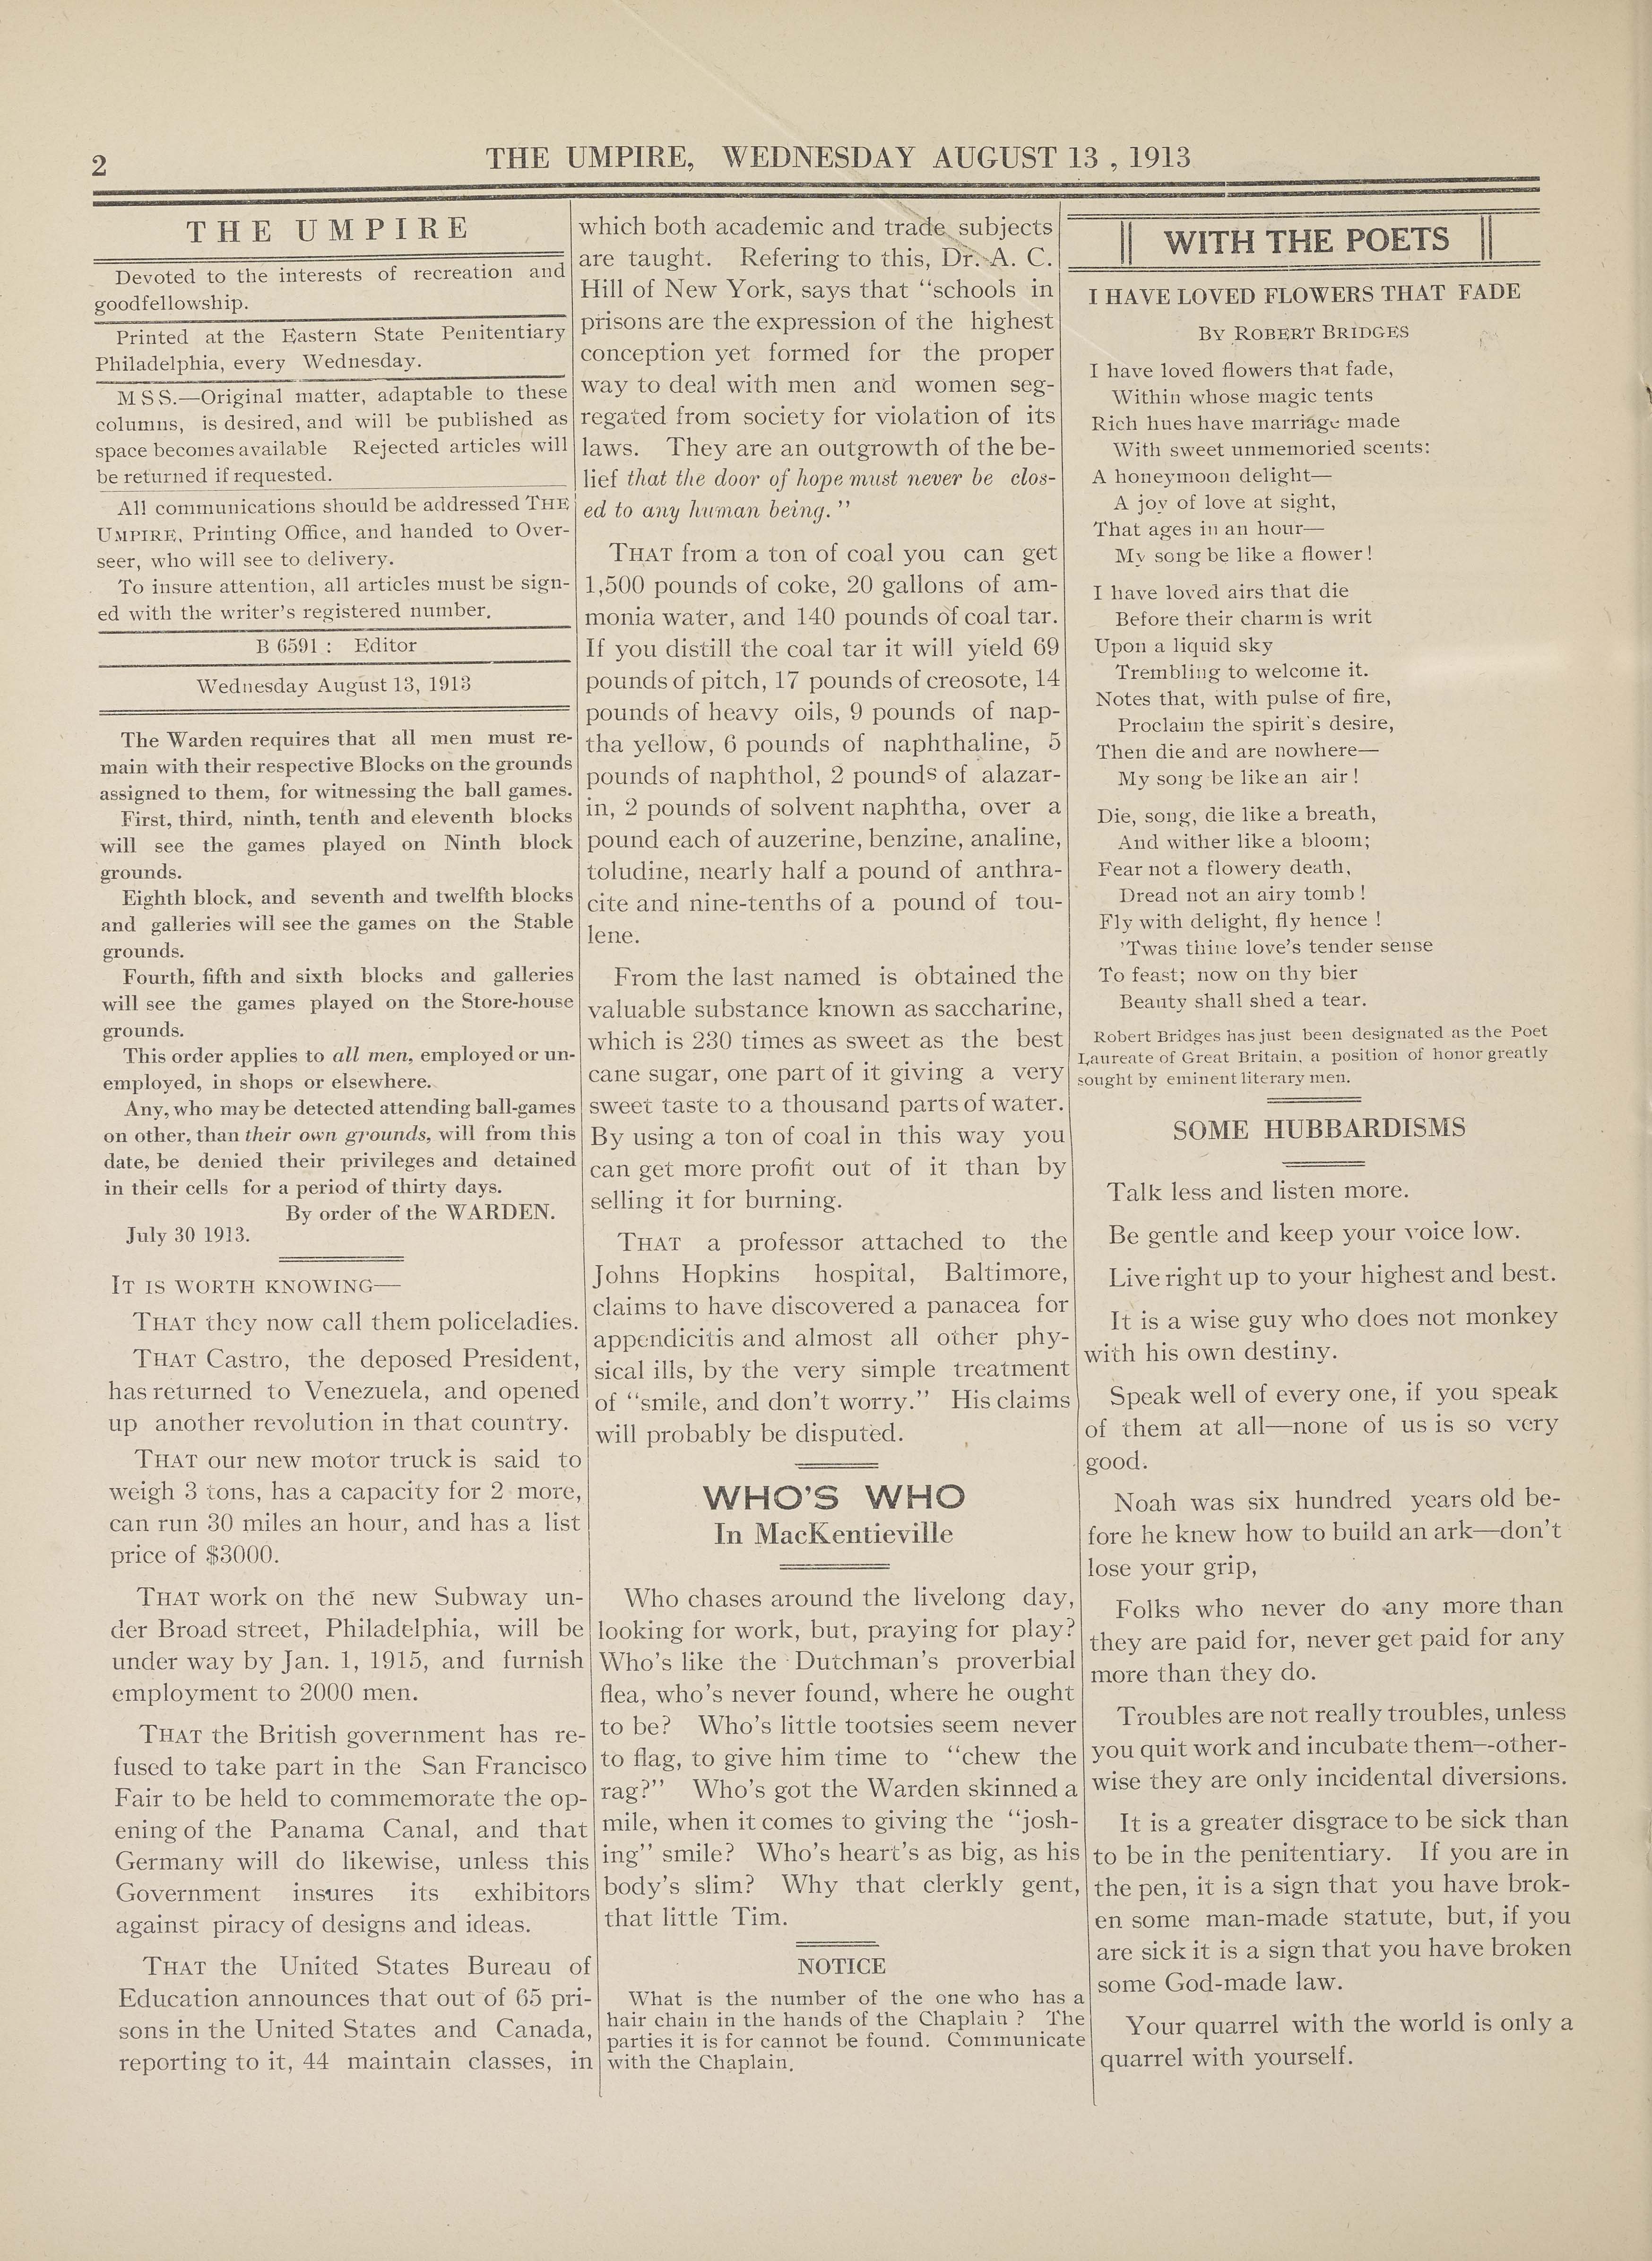 2
THE UMPIRE, WEDNESDAY AUGUST 13 , 1913
THE UMPIRE
Devoted to the interests of recreation and
goodfellowship.
Printed at the Eastern State Penitentiary
Philadelphia, every Wednesday.
M S S.—Original matter, adaptable to these
columns, is desired, and will be published as
space becomes available Rejected articles will
be returned if requested.
All communications should be addressed THE
UMPIRE, Printing Office, and handed to Over-
seer, who will see to delivery.
To insure attention, all articles must be sign-
ed with the writer's registered number.
B 6591 : Editor
Wednesday August 13, 1913
The Warden requires that all men must re-
main with their respective Blocks on the grounds
assigned to them, for witnessing the ball games.
First, third, ninth, tenth and eleventh blocks
will see the games played on Ninth block
grounds.
Eighth block, and seventh and twelfth blocks
and galleries will see the games on the Stable
grounds.
Fourth, fifth and sixth blocks and galleries
will see the games played on the Store-house
grounds.
This order applies to all men, employed or un-
employed, in shops or elsewhere.
Any, who may be detected attending ball-games
on other, than their own grounds, will from this
date, be denied their privileges and detained
in their cells for a period of thirty days.
By order of the WARDEN.
July 30 1913.
IT IS WORTH KNOWING—
THAT they now call them policeladies.
THAT Castro, the deposed President,
has returned to Venezuela, and opened
up another revolution in that country.
THAT our new motor truck is said to
weigh 3 tons, has a capacity for 2 more,
can run 30 miles an hour, and has a list
price of $3000.
THAT work on the new Subway un-
der Broad street, Philadelphia, will be
under way by Jan. 1, 1915, and furnish
employment to 2000 men.
THAT the British government has re-
fused to take part in the San Francisco
Fair to be held to commemorate the op-
ening of the Panama Canal, and that
Germany will do likewise, unless this
Government insures its exhibitors
against piracy of designs and ideas.
THAT the United States Bureau of
Education announces that out of 65 pri-
sons in the United States and Canada,
reporting to it, 44 maintain classes, in
which both academic and trade subjects
are taught. Refering to this, Dr. A. C.
Hill of New York, says that "schools in
prisons are the expression of the highest
conception yet formed for the proper
way to deal with men and women seg-
regated from society for violation of its
laws. They are an outgrowth of the be-
lief that the door of hope must never be clos-
ed to any human being."
THAT from a ton of coal you can get
1,500 pounds of coke, 20 gallons of am-
monia water, and 140 pounds of coal tar.
If you distill the coal tar it will yield 69
pounds of pitch, 17 pounds of creosote, 14
pounds of heavy oils, 9 pounds of nap-
tha yellow, 6 pounds of naphthaline, 5
pounds of naphthol, 2 pounds of alazar-
in, 2 pounds of solvent naphtha, over a
pound each of auzerine, benzine, analine,
toludine, nearly half a pound of anthra-
cite and nine-tenths of a pound of tou-
lene.
From the last named is obtained the
valuable substance known as saccharine,
which is 230 times as sweet as the best
cane sugar, one part of it giving a very
sweet taste to a thousand parts of water.
By using a ton of coal in this way you
can get more profit out of it than by
selling it for burning.
THAT a professor attached to the
Johns Hopkins hospital, Baltimore,
claims to have discovered a panacea for
appendicitis and almost all other phy-
sical ills, by the very simple treatment
of "smile, and don't worry." His claims
will probably be disputed.
WHO'S WHO
In MacKentieville
Who chases around the livelong day,
looking for work, but, praying for play?
Who's like the Dutchman's proverbial
flea, who's never found, where he ought
to be? Who's little tootsies seem never
to flag, to give him time to "chew the
rag?" Who's got the Warden skinned a
mile, when it comes to giving the "josh-
ing" smile? Who's heart's as big, as his
body's slim? Why that clerkly gent,
that little Tim.
NOTICE
What is the number of the one who has a
hair chain in the hands of the Chaplain ? The
parties it is for cannot be found. Communicate
with the Chaplain.
WITH THE POETS
I HAVE LOVED FLOWERS THAT FADE
BY ROBERT BRIDGES
I have loved flowers that fade,
Within whose magic tents
Rich hues have marriage made
With sweet unmemoried scents:
A honeymoon delight—
A joy of love at sight,
That ages in an hour—
My song be like a flower!
I have loved airs that die
Before their charm is writ
Upon a liquid sky
Trembling to welcome it.
Notes that, with pulse of fire,
Proclaim the spirit's desire,
Then die and are nowhere—
My song be like an air !
Die, song, die like a breath,
And wither like a bloom;
Fear not a flowery death,
Dread not an airy tomb !
Fly with delight, fly hence !
'Twas thine love's tender sense
To feast; now on thy bier
Beauty shall shed a tear.
Robert Bridges has just been designated as the Poet
Laureate of Great Britain, a position of honor greatly
sought by eminent literary men.
SOME HUBBARDISMS
Talk less and listen more.
Be gentle and keep your voice low.
Live right up to your highest and best.
It is a wise guy who does not monkey
with his own destiny.
Speak well of every one, if you speak
of them at all—none of us is so very
good.
Noah was six hundred years old be-
fore he knew how to build an ark—don't
lose your grip,
Folks who never do any more than
they are paid for, never get paid for any
more than they do.
Troubles are not really troubles, unless
you quit work and incubate them—-other-
wise they are only incidental diversions.
It is a greater disgrace to be sick than
to be in the penitentiary. If you are in
the pen, it is a sign that you have brok-
en some man-made statute, but, if you
are sick it is a sign that you have broken
some God-made law.
Your quarrel with the world is only a
quarrel with yourself.